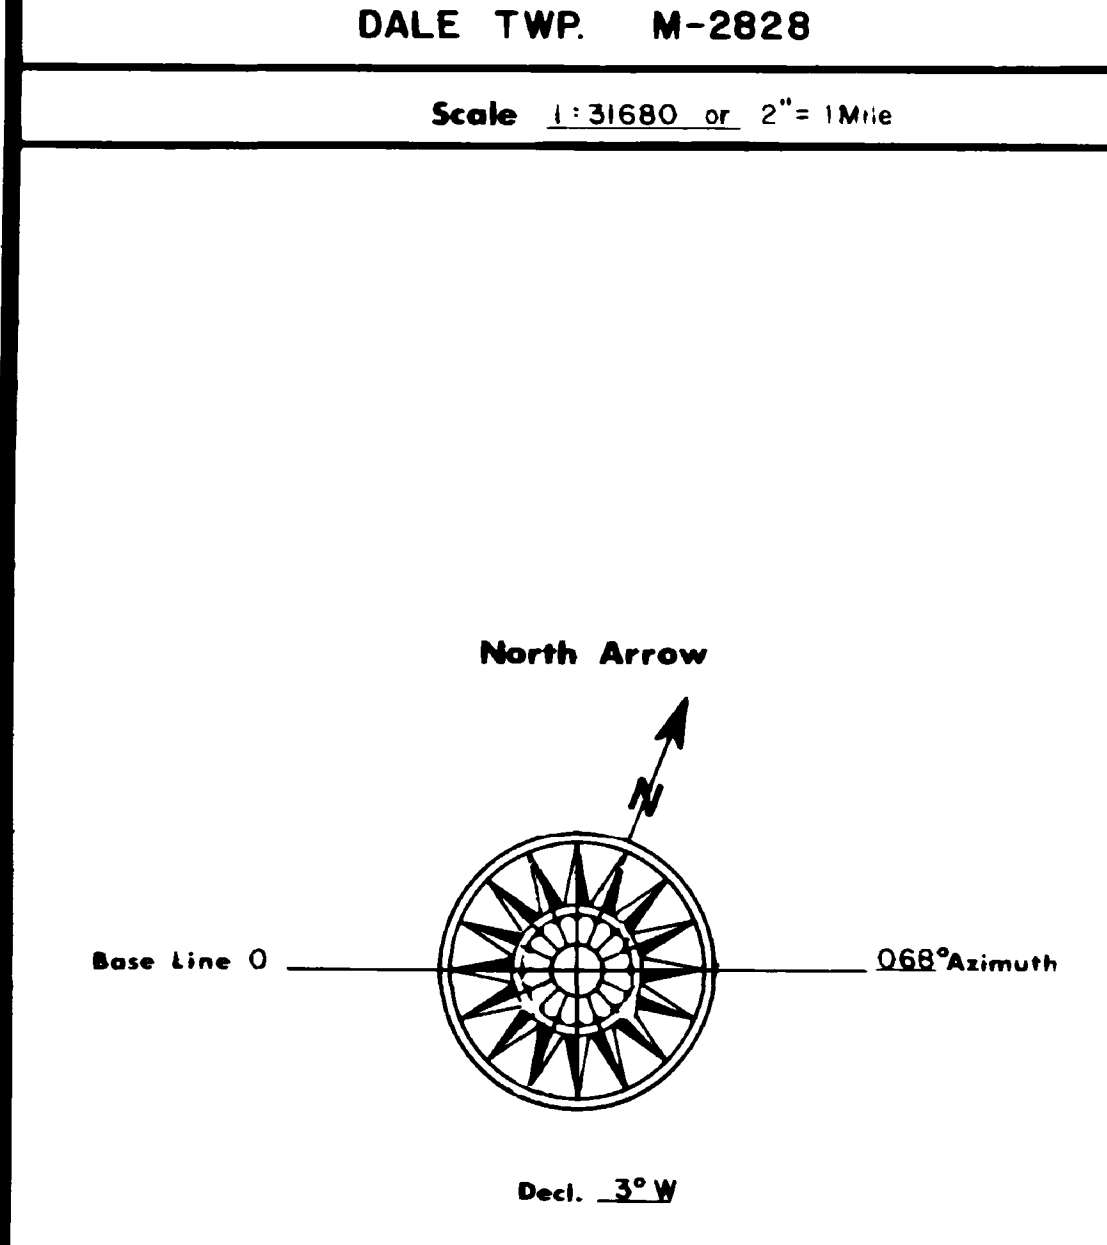 DALE TWP. M-2828
Scale 1:31680 or 2"= 1 Mile
North Arrow
N
Base Line 0
068° Azimuth
Decl. 3° W